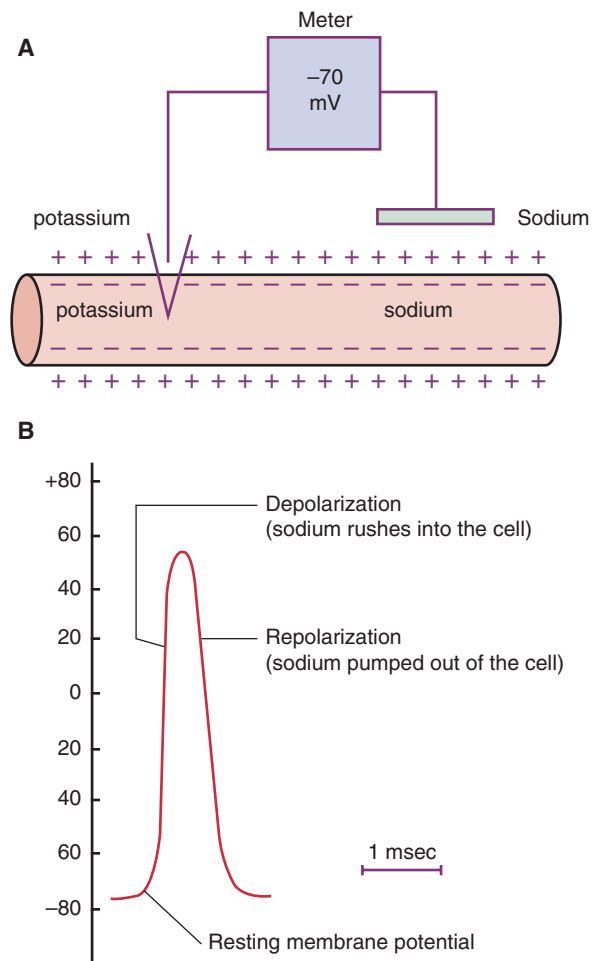 Meter
A
–70
mV
potassium
Sodium
+ + + + + + + + + + + + + + + + + +
– – – – – – – – – – – – – – – – – –
potassium
sodium
– – – – – – – – – – – – – – – – – –
+ + + + + + + + + + + + + + + + + + +
B
+80
Depolarization
(sodium rushes into the cell)
60
40
20
Repolarization
(sodium pumped out of the cell)
0
20
40
60
1 msec
–80
Resting membrane potential